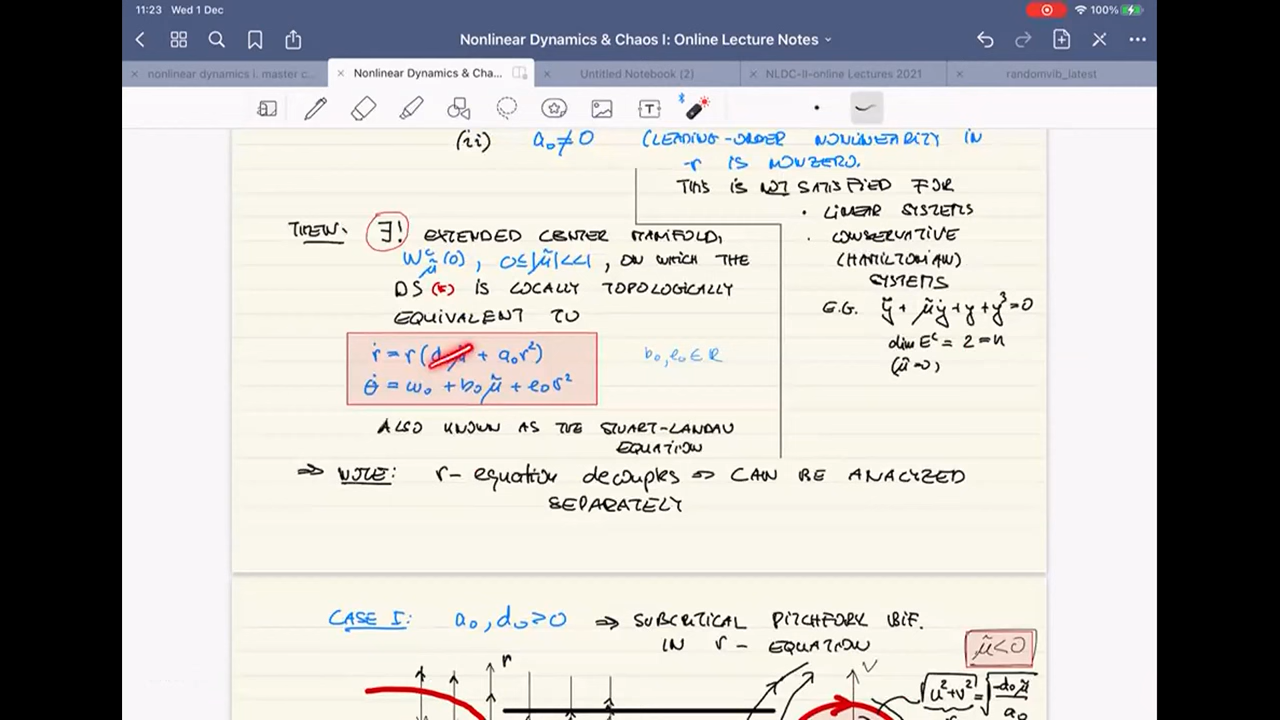 11:23 Wed 1 Dec
100%
Nonlinear Dynamics & Chaos I: Online Lecture Notes
nonlinear dynamics i. master c...
Nonlinear Dynamics & Cha...
Untitled Notebook (2)
NLDC-II-online Lectures 2021
randomvib_latest
(ii) a₀≠0 (LEADING-ORDER NONLINEARITY IN
r IS NONZERO.
THIS IS NOT SATISFIED FOR
• LINEAR SYSTEMS
• CONSERVATIVE
(HAMILTONIAN)
SYSTEMS
E.G. ÿ + μ̃ẏ + y + y³ = 0
dim Eᶜ = 2 = n
(μ̃=0)
THEN: ∃! EXTENDED CENTER MANIFOLD,
Wᶜ_μ̃(0), 0≤|μ̃|<<1, ON WHICH THE
DS (*) IS LOCALLY TOPOLOGICALLY
EQUIVALENT TO
ṙ = r(d₀μ̃ + a₀r²)
θ̇ = ω₀ + b₀μ̃ + e₀r²
b₀, e₀ ∈ ℝ
ALSO KNOWN AS THE STUART-LANDAU
EQUATION
⇒ NOTE: r- equation decouples ⇒ CAN BE ANALYZED
SEPARATELY
CASE I: a₀, d₀ > 0 ⇒ SUBCRITICAL PITCHFORK BIF.
IN r - EQUATION
μ̃<0
r
v
√u²+v² = √-d₀μ̃/a₀